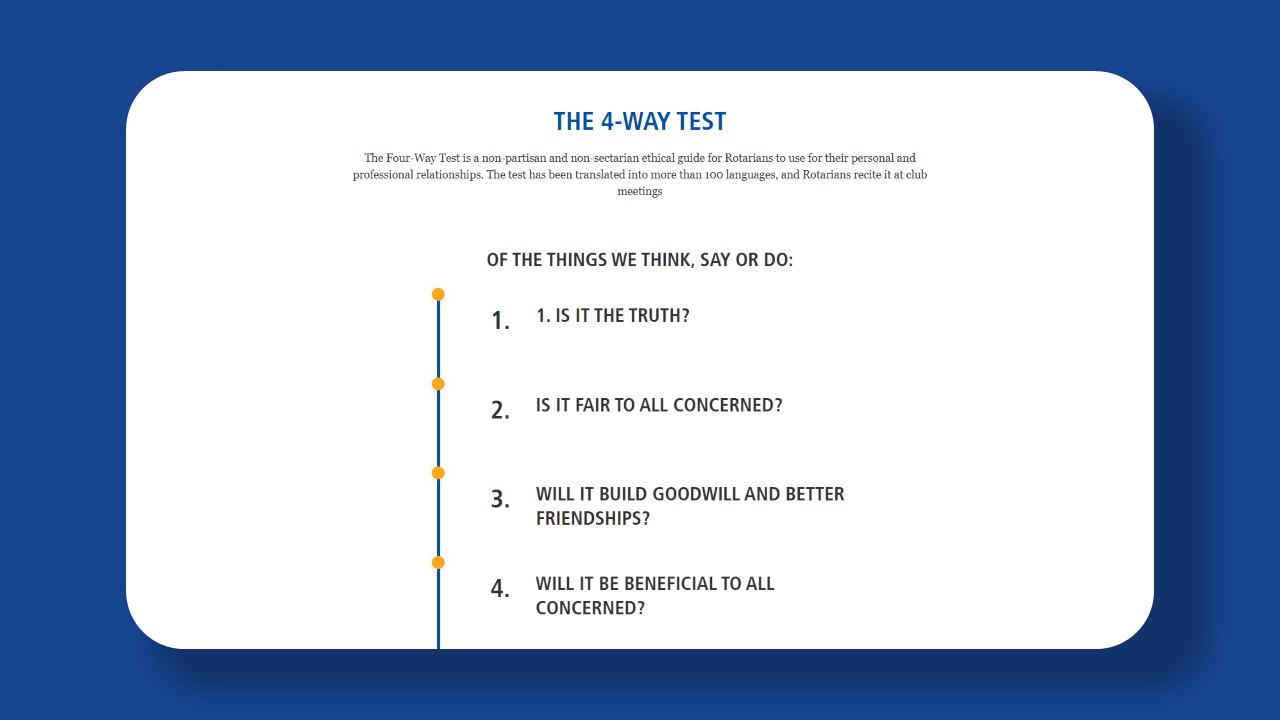 THE 4-WAY TEST
The Four-Way Test is a non-partisan and non-sectarian ethical guide for Rotarians to use for their personal and
professional relationships. The test has been translated into more than 100 languages, and Rotarians recite it at club
meetings
OF THE THINGS WE THINK, SAY OR DO:
1. 1. IS IT THE TRUTH?
2. IS IT FAIR TO ALL CONCERNED?
3. WILL IT BUILD GOODWILL AND BETTER
FRIENDSHIPS?
4. WILL IT BE BENEFICIAL TO ALL
CONCERNED?